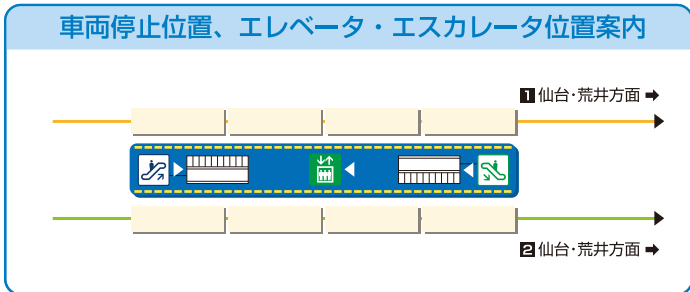 車両停止位置、エレベータ・エスカレータ位置案内
1 仙台・荒井方面 ➡
2 仙台・荒井方面 ➡